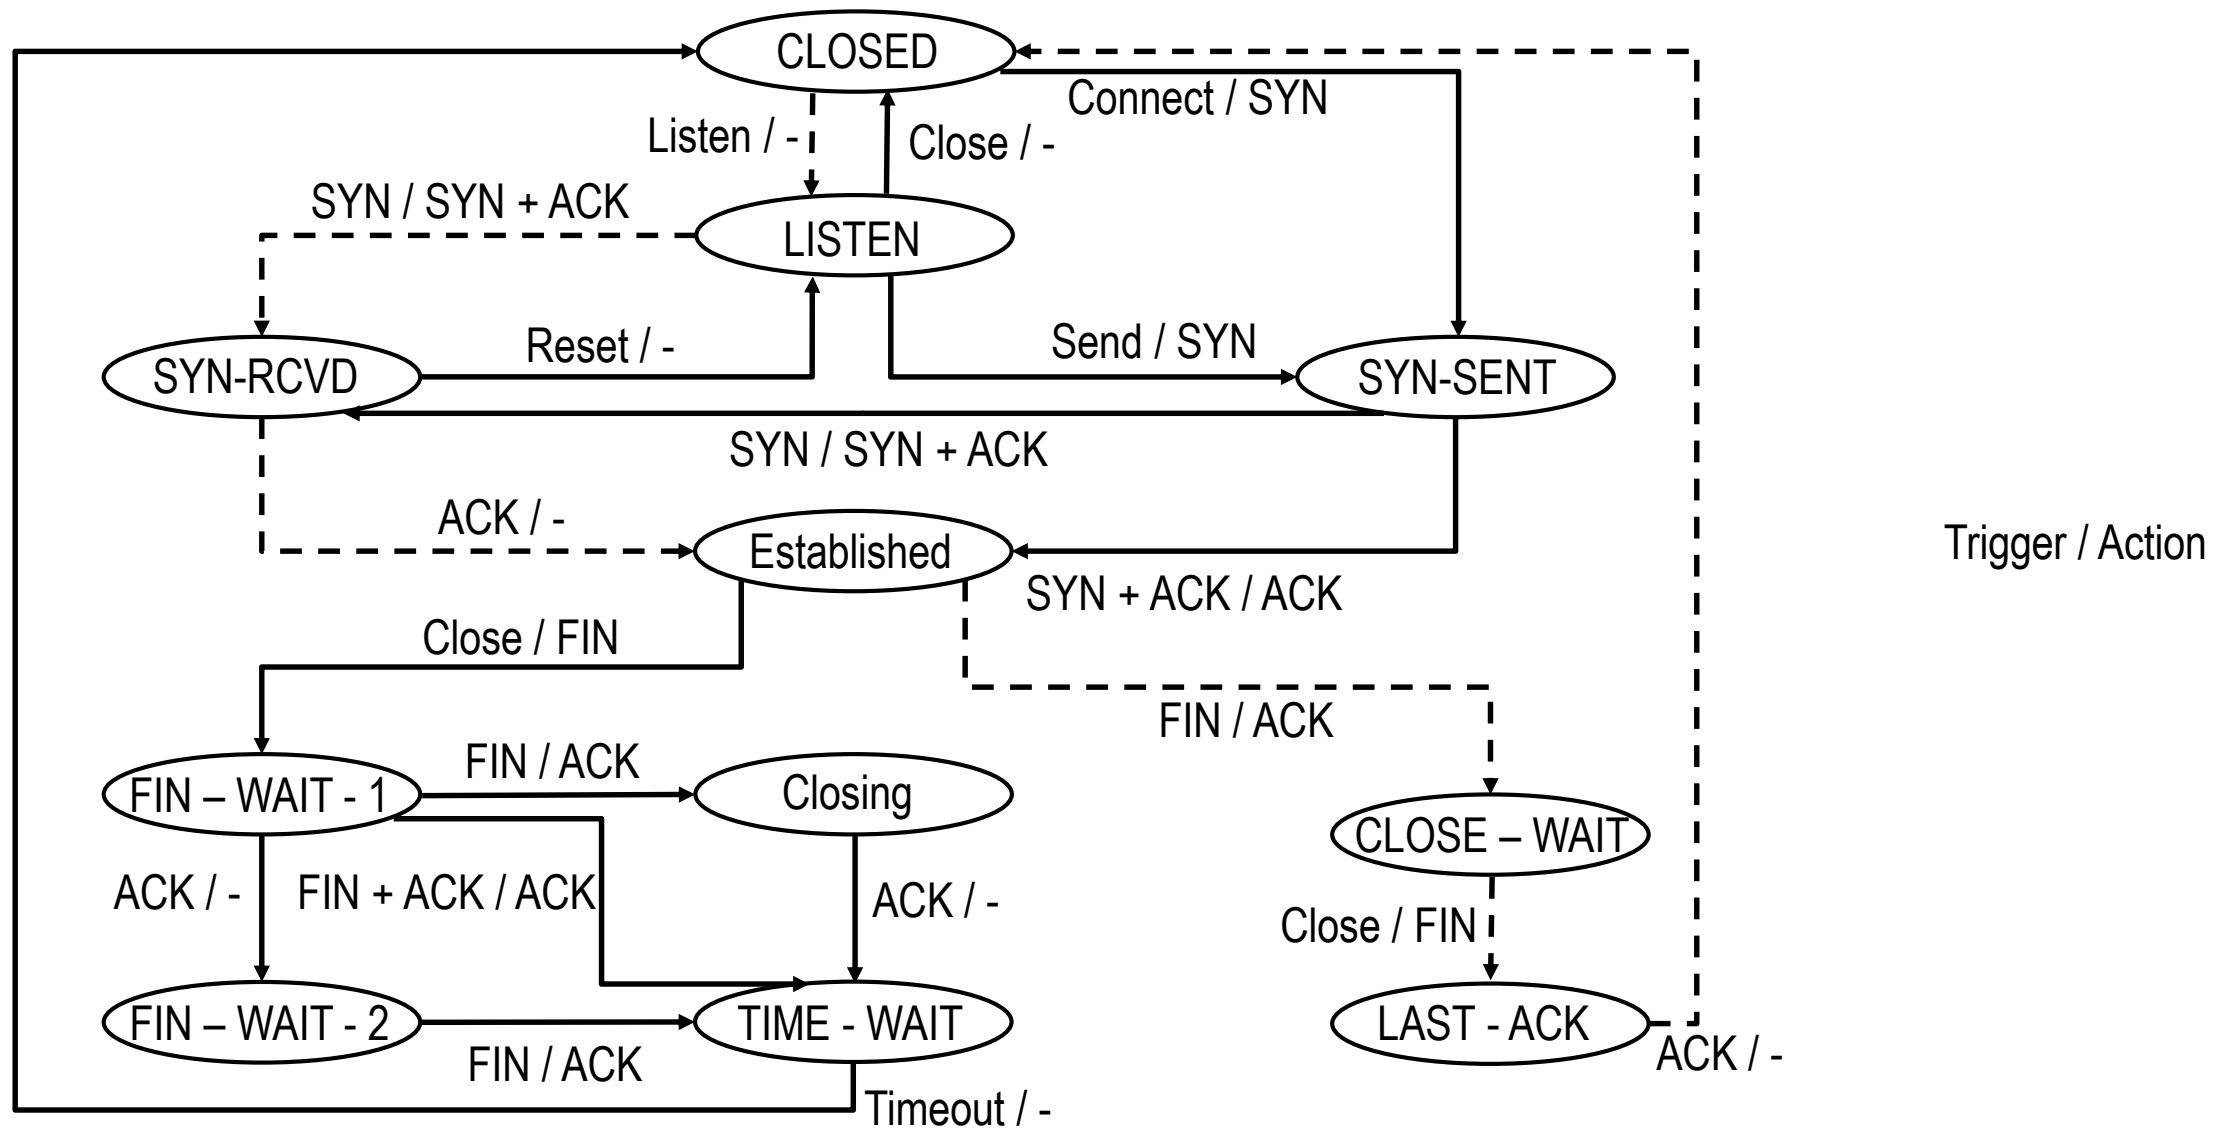 CLOSED
Connect / SYN
Listen / -
Close / -
SYN / SYN + ACK
LISTEN
Reset / -
Send / SYN
SYN-RCVD
SYN-SENT
SYN / SYN + ACK
ACK / -
Established
Trigger / Action
SYN + ACK / ACK
Close / FIN
FIN / ACK
FIN / ACK
FIN – WAIT - 1
Closing
CLOSE – WAIT
ACK / -
FIN + ACK / ACK
ACK / -
Close / FIN
FIN – WAIT - 2
TIME - WAIT
LAST - ACK
FIN / ACK
ACK / -
Timeout / -